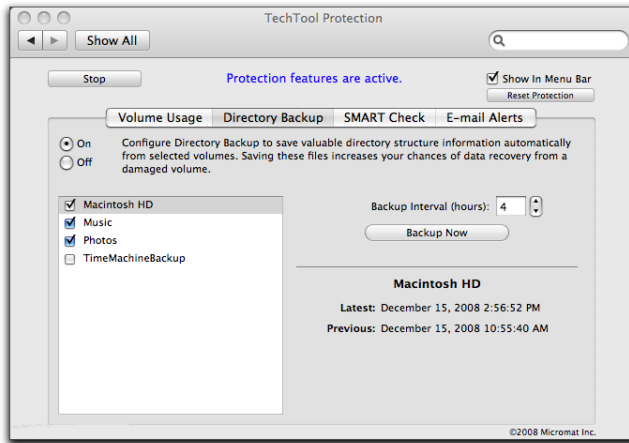 TechTool Protection
Show All
Stop
Protection features are active.
Show In Menu Bar
Reset Protection
Volume Usage
Directory Backup
SMART Check
E-mail Alerts
On
Off
Configure Directory Backup to save valuable directory structure information automatically
from selected volumes. Saving these files increases your chances of data recovery from a
damaged volume.
Macintosh HD
Music
Photos
TimeMachineBackup
Backup Interval (hours): 4
Backup Now
Macintosh HD
Latest: December 15, 2008 2:56:52 PM
Previous: December 15, 2008 10:55:40 AM
©2008 Micromat Inc.